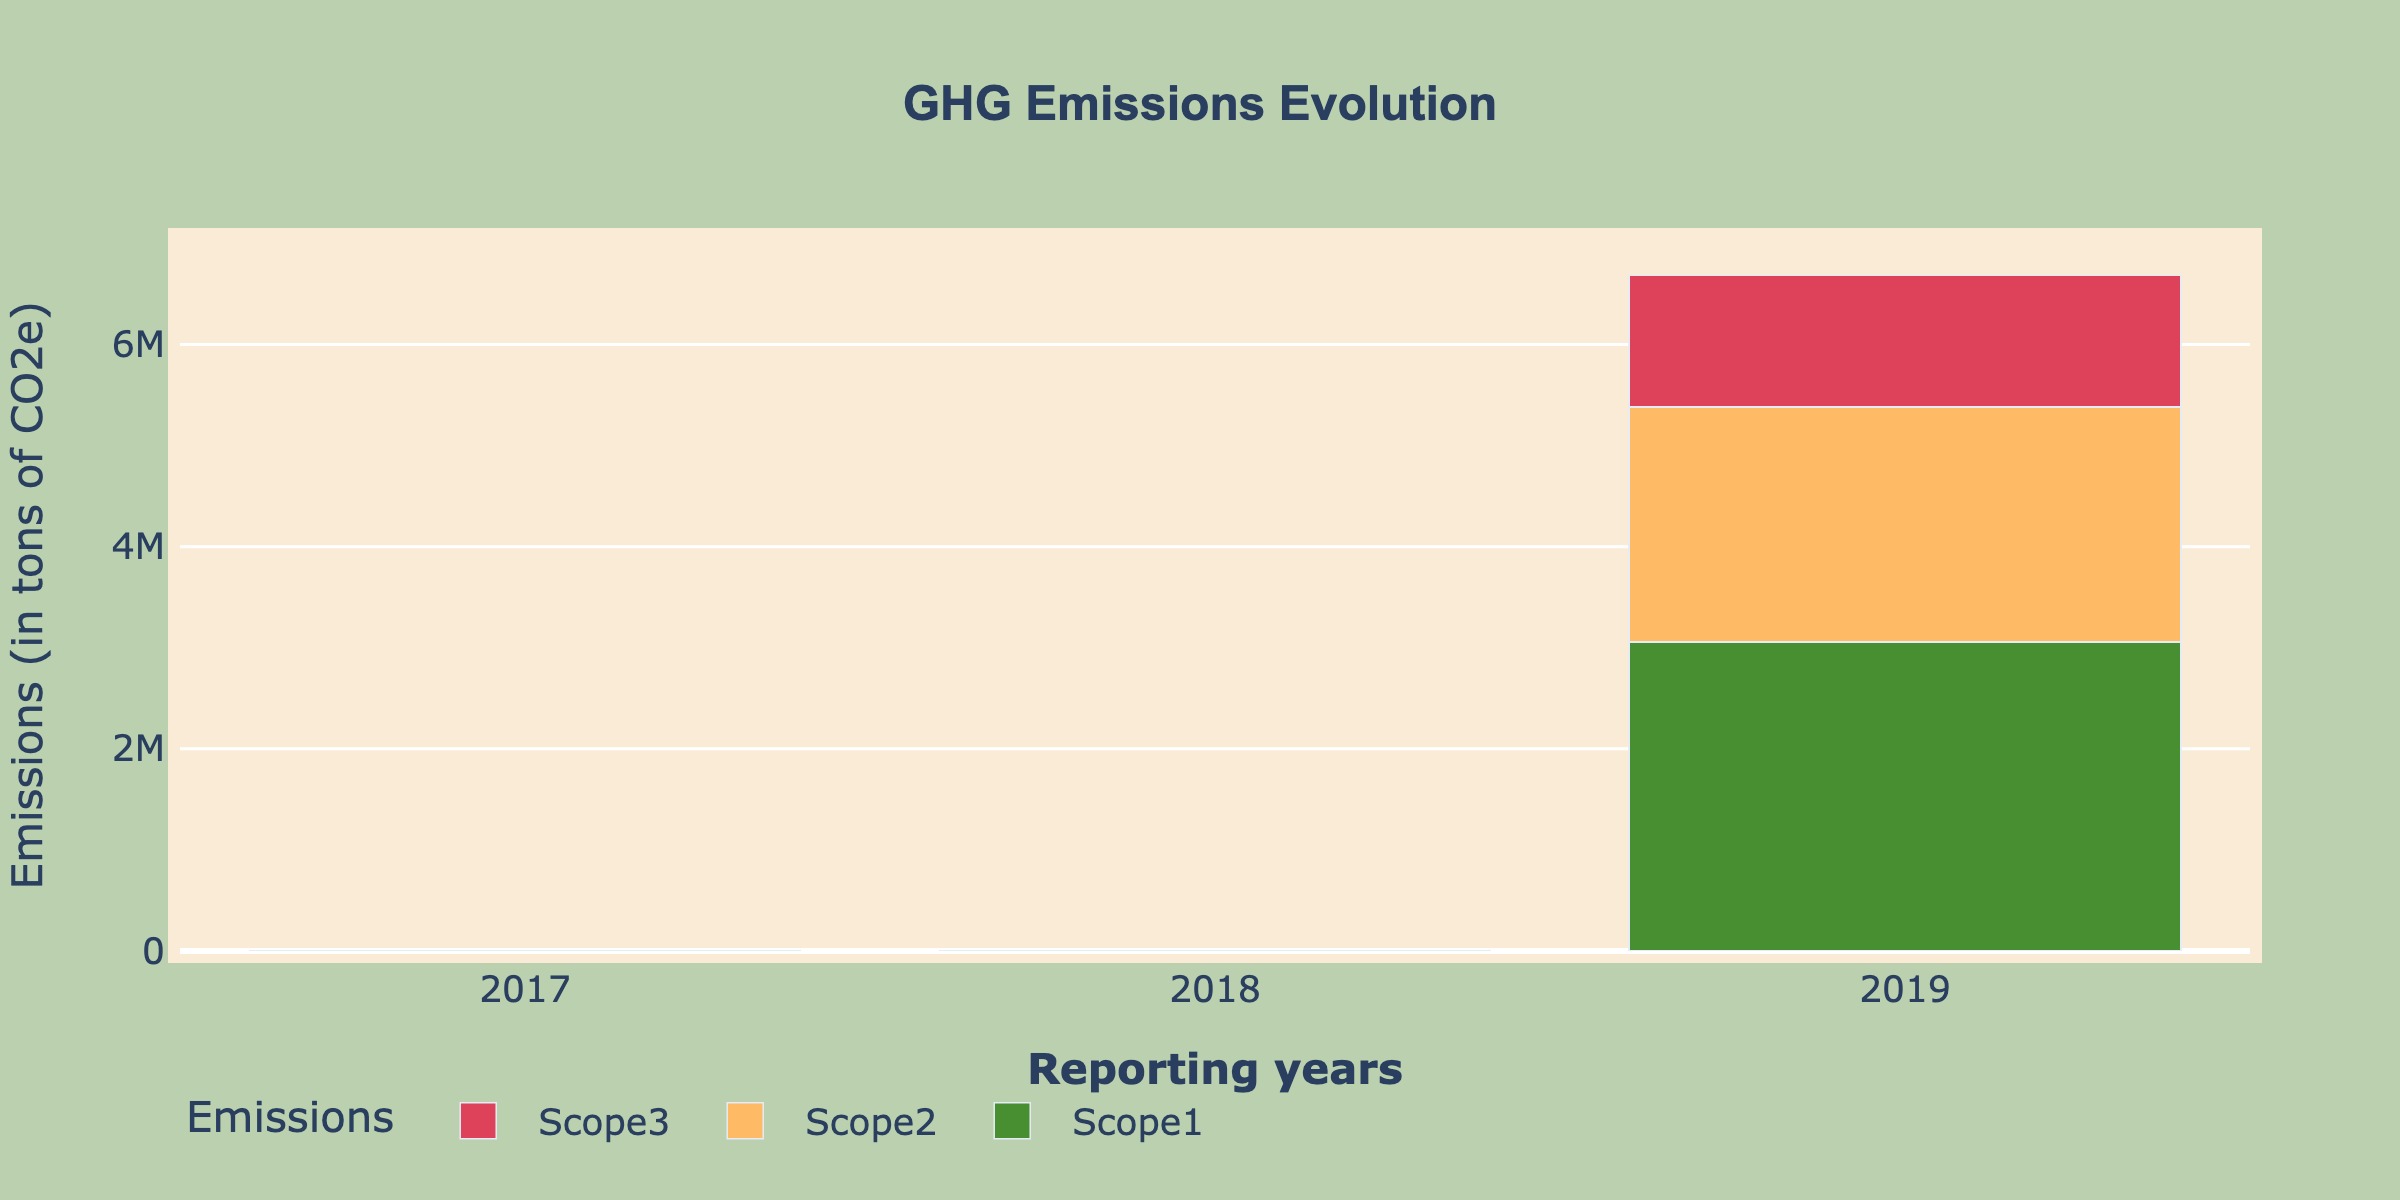 GHG Emissions Evolution
Emissions (in tons of CO2e)
6M
4M
2M
0
2017 2018 2019
Reporting years
Emissions Scope3 Scope2 Scope1